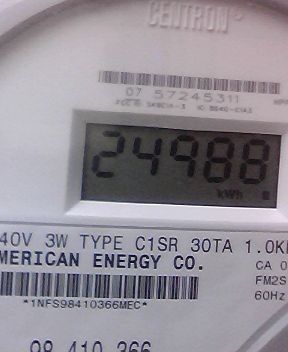 CENTRON
07 57245311
24988
kWh
40V 3W TYPE C1SR 30TA 1.0K
MERICAN ENERGY CO.
CA 0
FM2S
60Hz
*1NFS98410366MEC*
98 410 366